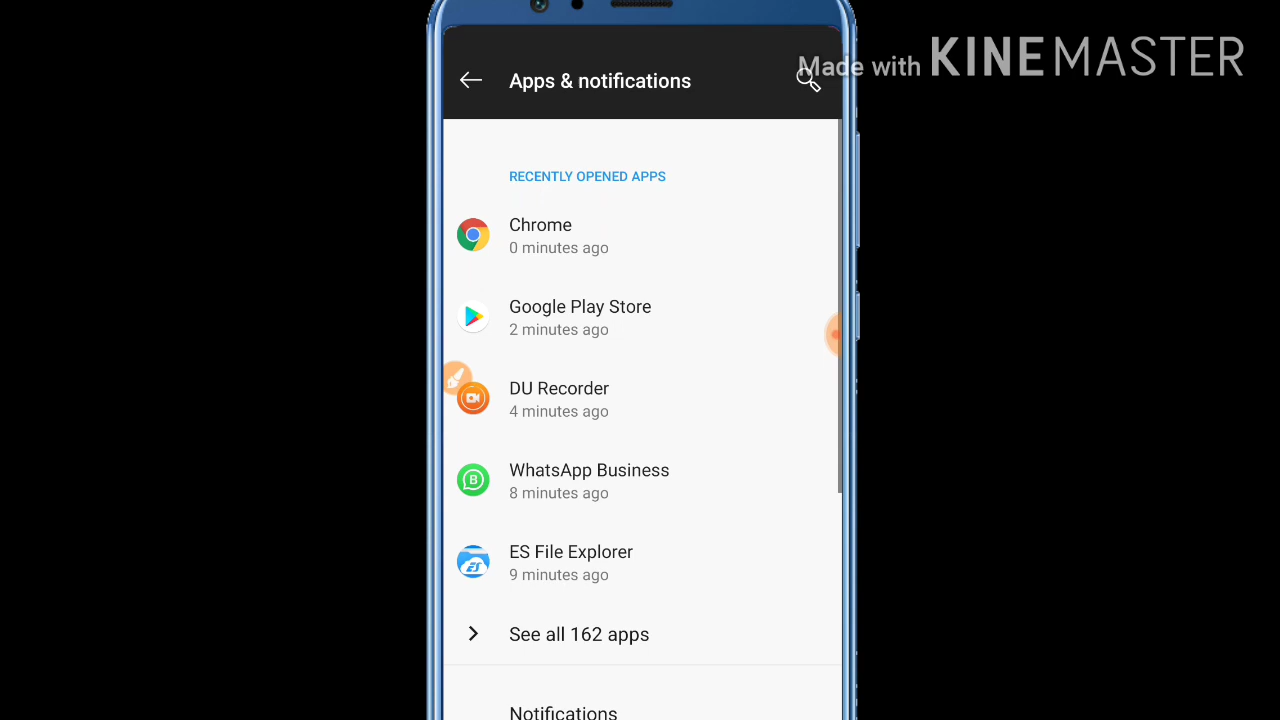 Made with KINEMASTER
Apps & notifications
RECENTLY OPENED APPS
Chrome
0 minutes ago
Google Play Store
2 minutes ago
DU Recorder
4 minutes ago
B
WhatsApp Business
8 minutes ago
ES
ES File Explorer
9 minutes ago
See all 162 apps
Notifications